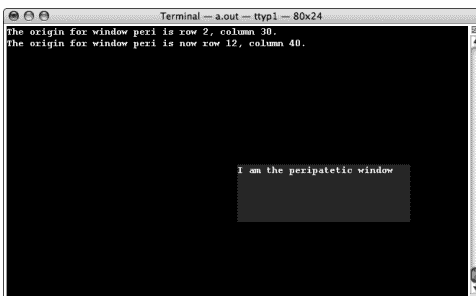 Terminal — a.out — ttyp1 — 80x24
The origin for window peri is row 2, column 30.
The origin for window peri is now row 12, column 40.
I am the peripatetic window